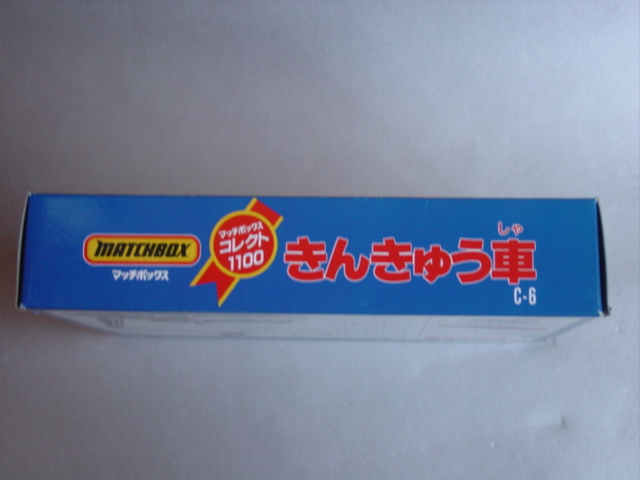 MATCHBOX
マッチボックス
マッチボックス
コレクト
1100
しゃ
きんきゅう車
C-6